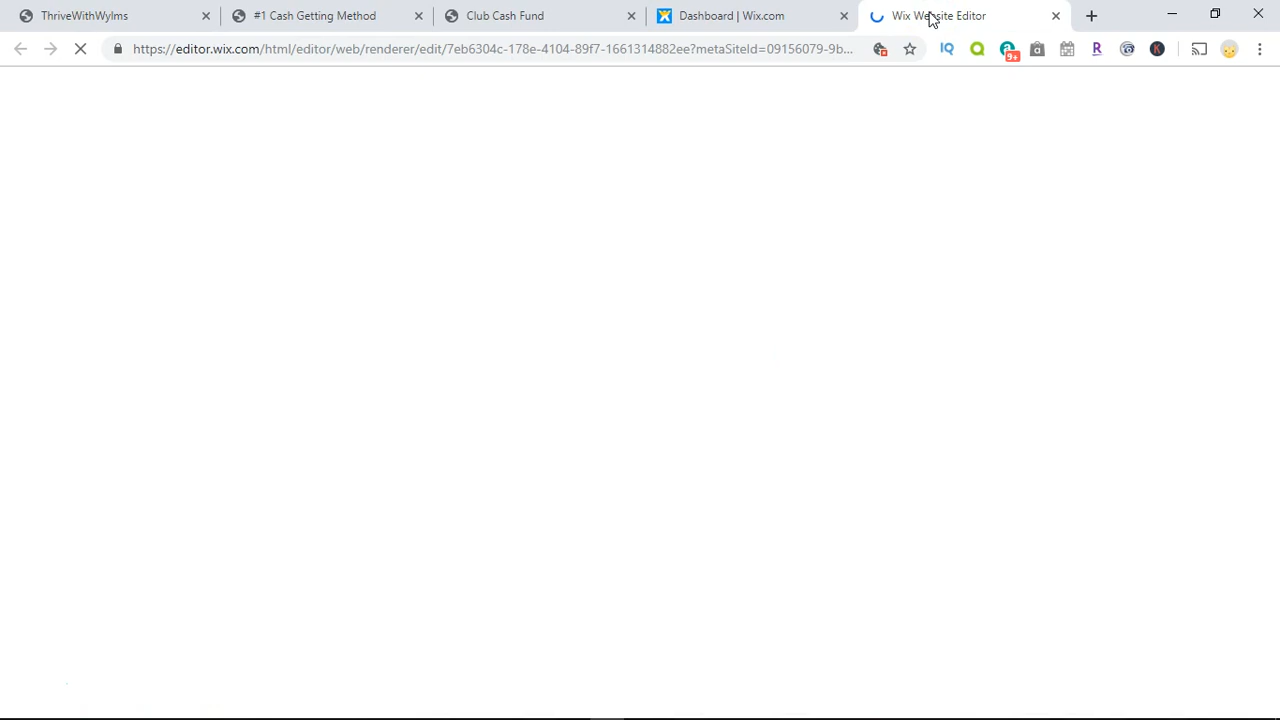 ThriveWithWylms
#1 Cash Getting Method
Club Cash Fund
Dashboard | Wix.com
Wix Website Editor
https://editor.wix.com/html/editor/web/renderer/edit/7eb6304c-178e-4104-89f7-1661314882ee?metaSiteId=09156079-9b...
IQ
9+
R
K